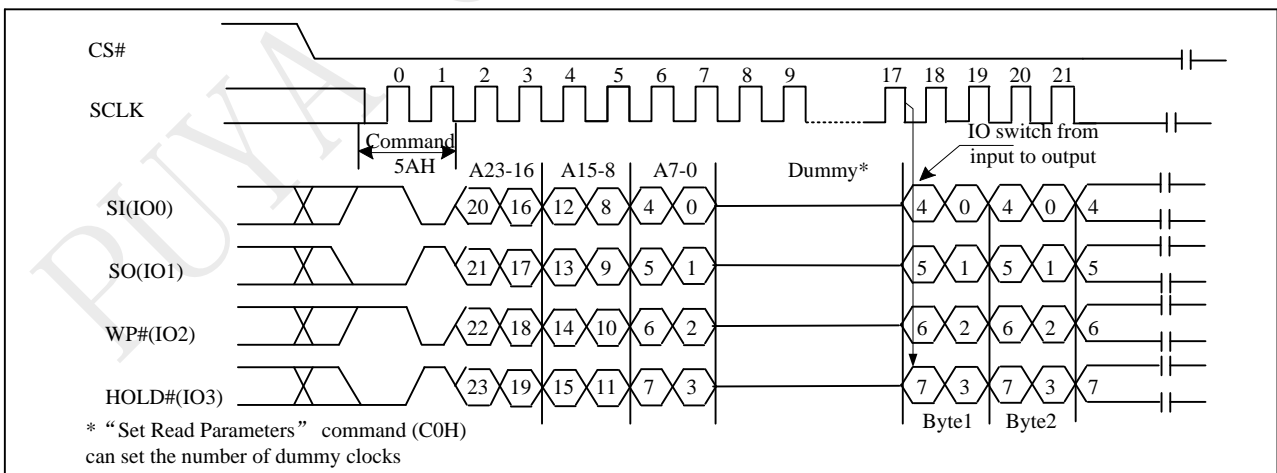 PUYA
CS#
0 1 2 3 4 5 6 7 8 9 17 18 19 20 21
SCLK
Command
5AH
IO switch from
input to output
A23-16 A15-8 A7-0 Dummy*
SI(IO0) 20 16 12 8 4 0 4 0 4 0 4
SO(IO1) 21 17 13 9 5 1 5 1 5 1 5
WP#(IO2) 22 18 14 10 6 2 6 2 6 2 6
HOLD#(IO3) 23 19 15 11 7 3 7 3 7 3 7
Byte1 Byte2
* “Set Read Parameters” command (C0H)
can set the number of dummy clocks